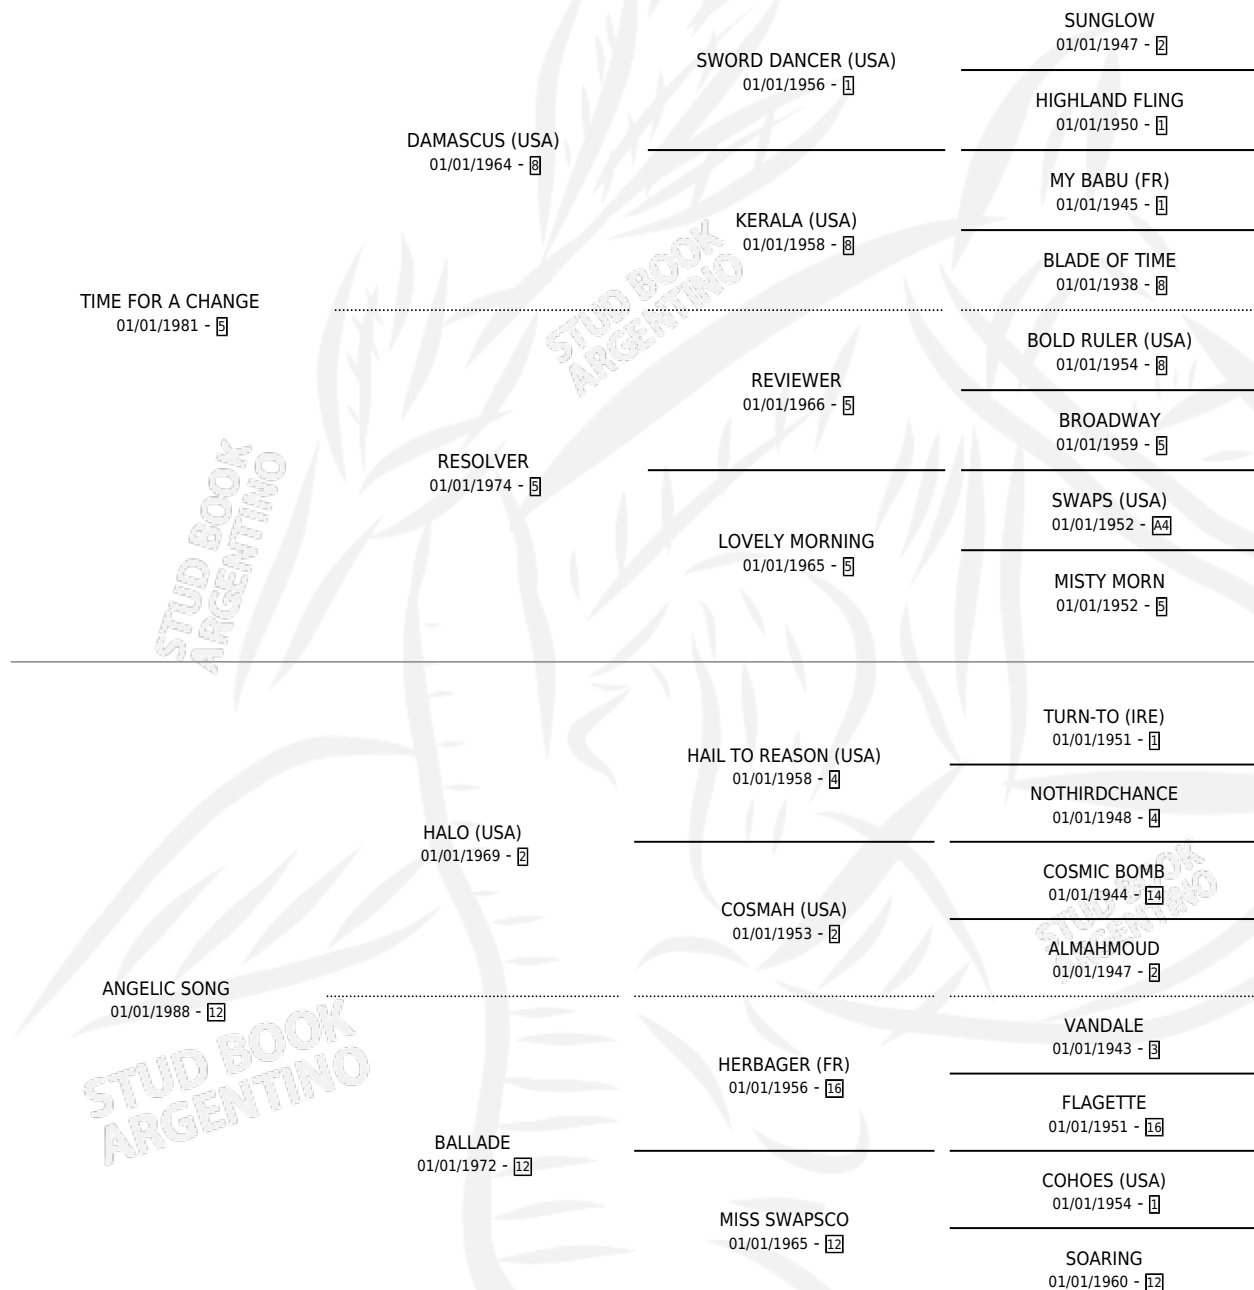 SUNGLOW
01/01/1947 - 2
SWORD DANCER (USA)
01/01/1956 - 1
HIGHLAND FLING
01/01/1950 - 1
DAMASCUS (USA)
01/01/1964 - 8
MY BABU (FR)
01/01/1945 - 1
KERALA (USA)
01/01/1958 - 8
BLADE OF TIME
01/01/1938 - 8
TIME FOR A CHANGE
01/01/1981 - 5
BOLD RULER (USA)
01/01/1954 - 8
REVIEWER
01/01/1966 - 5
BROADWAY
01/01/1959 - 5
RESOLVER
01/01/1974 - 5
SWAPS (USA)
01/01/1952 - A4
LOVELY MORNING
01/01/1965 - 5
MISTY MORN
01/01/1952 - 5
TURN-TO (IRE)
01/01/1951 - 1
HAIL TO REASON (USA)
01/01/1958 - 4
NOTHIRDCHANCE
01/01/1948 - 4
HALO (USA)
01/01/1969 - 2
COSMIC BOMB
01/01/1944 - 14
COSMAH (USA)
01/01/1953 - 2
ALMAHMOUD
01/01/1947 - 2
ANGELIC SONG
01/01/1988 - 12
VANDALE
01/01/1943 - 3
HERBAGER (FR)
01/01/1956 - 16
FLAGETTE
01/01/1951 - 16
BALLADE
01/01/1972 - 12
COHOES (USA)
01/01/1954 - 1
MISS SWAPSCO
01/01/1965 - 12
SOARING
01/01/1960 - 12
STUD BOOK
ARGENTINO
STUD BOOK
ARGENTINO
STUD BOOK
ARGENTINO
STUD BOOK
ARGENTINO